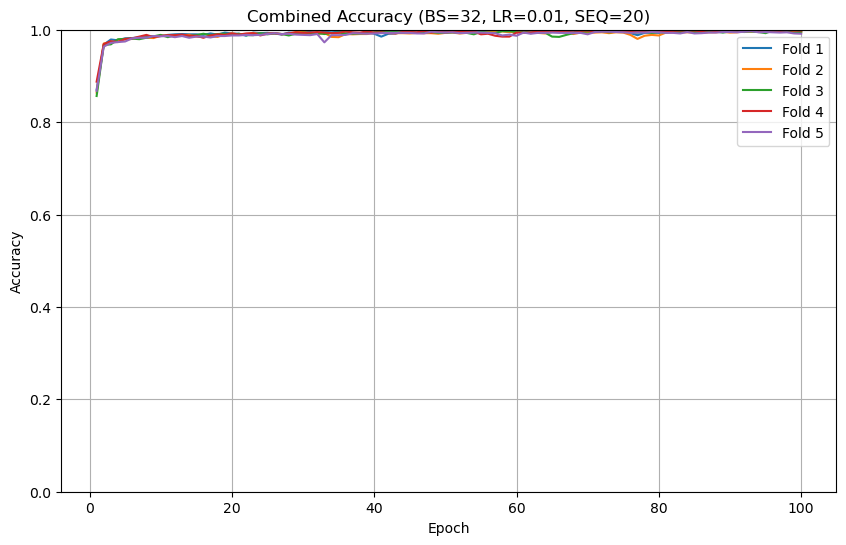 Combined Accuracy (BS=32, LR=0.01, SEQ=20)
1.0
0.8
0.6
0.4
0.2
0.0
Accuracy
Fold 1
Fold 2
Fold 3
Fold 4
Fold 5
0 20 40 60 80 100
Epoch